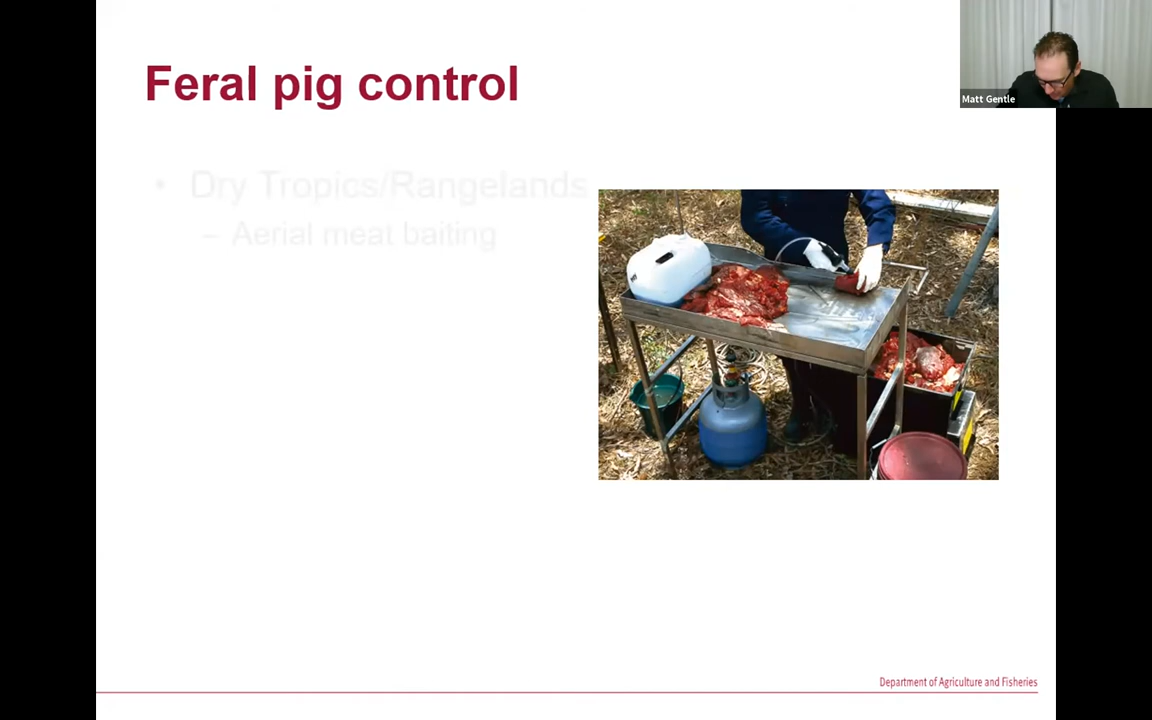 Feral pig control
Matt Gentle
• Dry Tropics/Rangelands
– Aerial meat baiting
Department of Agriculture and Fisheries